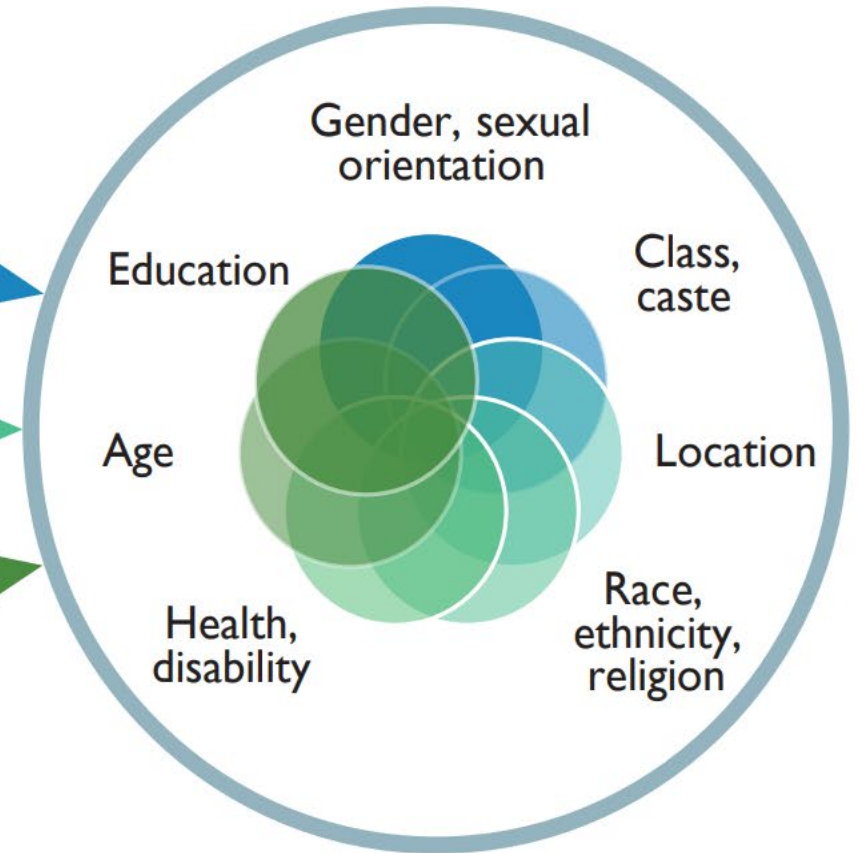 Gender, sexual
orientation
Class,
caste
Location
Race,
ethnicity,
religion
Health,
disability
Age
Education